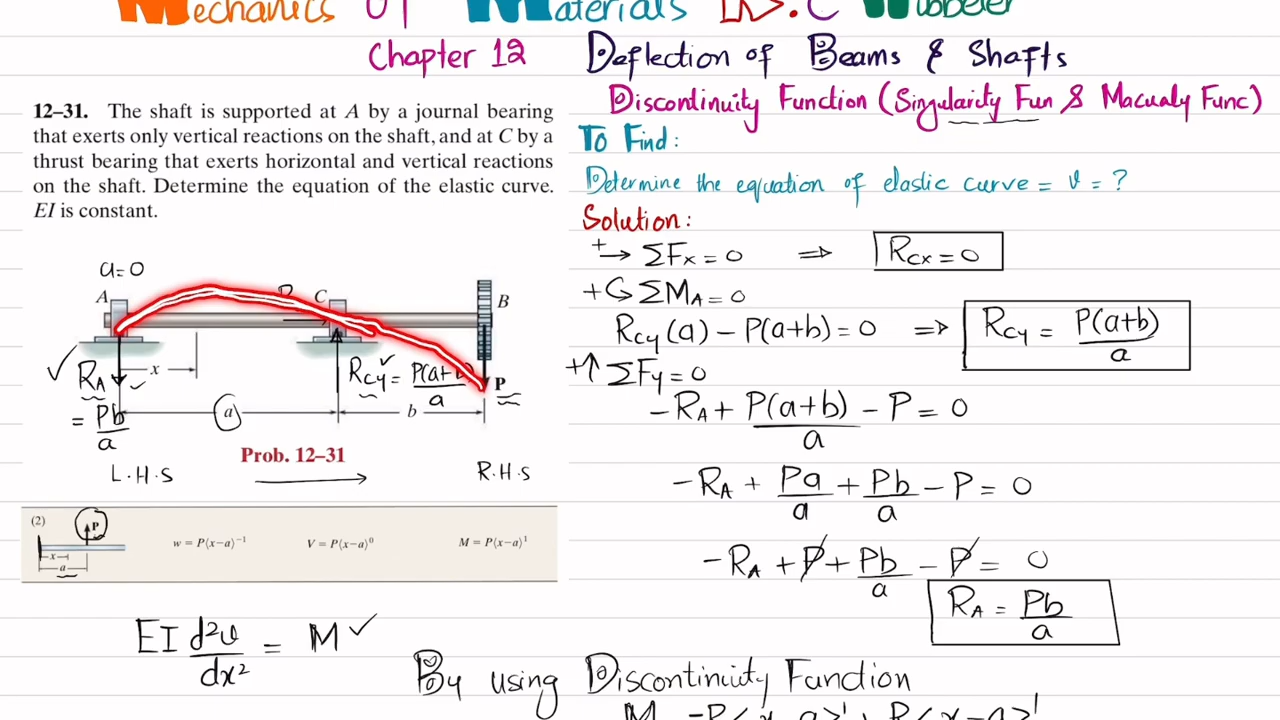 Mechanics of Materials R.C Hibbeler
Chapter 12 Deflection of Beams & Shafts
Discontinuity Function (Singularity Fun & Macualy Func)
12–31. The shaft is supported at A by a journal bearing
that exerts only vertical reactions on the shaft, and at C by a
thrust bearing that exerts horizontal and vertical reactions
on the shaft. Determine the equation of the elastic curve.
EI is constant.
To Find:
Determine the equation of elastic curve = v = ?
Solution:
+→ ΣFx = 0 ⇒ Rcx = 0
+↺ ΣMA = 0
Rcy (a) – P(a+b) = 0 ⇒ Rcy = P(a+b)/a
+↑ ΣFy = 0
-RA + P(a+b)/a – P = 0
-RA + Pa/a + Pb/a – P = 0
-RA + P + Pb/a – P = 0
RA = Pb/a
a=0
A C B
x
RA = Pb/a
Rcy = P(a+b)/a
P
a b
Prob. 12–31
L.H.S R.H.S
(2)
P
x
a
w = P⟨x–a⟩⁻¹ V = P⟨x–a⟩⁰ M = P⟨x–a⟩¹
EI d²v/dx² = M ✓
By using Discontinuity Function